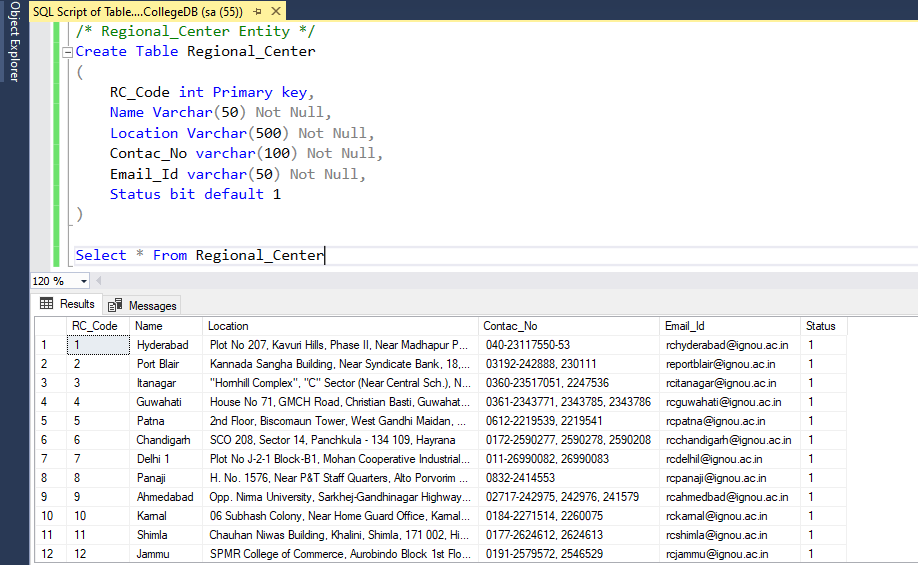 Object Explorer
SQL Script of Table....CollegeDB (sa (55))
/* Regional_Center Entity */
Create Table Regional_Center
(
RC_Code int Primary key,
Name Varchar(50) Not Null,
Location Varchar(500) Not Null,
Contac_No varchar(100) Not Null,
Email_Id varchar(50) Not Null,
Status bit default 1
)
Select * From Regional_Center
120 %
Results Messages
RC_Code Name Location Contac_No Email_Id Status
1 1 Hyderabad Plot No 207, Kavuri Hills, Phase II, Near Madhapur P... 040-23117550-53 rchyderabad@ignou.ac.in 1
2 2 Port Blair Kannada Sangha Building, Near Syndicate Bank, 18,... 03192-242888, 230111 reportblair@ignou.ac.in 1
3 3 Itanagar "Hornhill Complex", "C" Sector (Near Central Sch.), N... 0360-23517051, 2247536 rcitanagar@ignou.ac.in 1
4 4 Guwahati House No 71, GMCH Road, Christian Basti, Guwahat... 0361-2343771, 2343785, 2343786 rcguwahati@ignou.ac.in 1
5 5 Patna 2nd Floor, Biscomaun Tower, West Gandhi Maidan, ... 0612-2219539, 2219541 rcpatna@ignou.ac.in 1
6 6 Chandigarh SCO 208, Sector 14, Panchkula - 134 109, Hayrana 0172-2590277, 2590278, 2590208 rcchandigarh@ignou.ac.in 1
7 7 Delhi 1 Plot No J-2-1 Block-B1, Mohan Cooperative Industrial... 011-26990082, 26990083 rcdelhil@ignou.ac.in 1
8 8 Panaji H. No. 1576, Near P&T Staff Quarters, Alto Porvorim ... 0832-2414553 rcpanaji@ignou.ac.in 1
9 9 Ahmedabad Opp. Nirma University, Sarkhej-Gandhinagar Highway... 02717-242975, 242976, 241579 rcahmedbad@ignou.ac.in 1
10 10 Karnal 06 Subhash Colony, Near Home Guard Office, Karnal... 0184-2271514, 2260075 rckarnal@ignou.ac.in 1
11 11 Shimla Chauhan Niwas Building, Khalini, Shimla, 171 002, Hi... 0177-2624612, 2624613 rcshimla@ignou.ac.in 1
12 12 Jammu SPMR College of Commerce, Aurobindo Block 1st Flo... 0191-2579572, 2546529 rcjammu@ignou.ac.in 1